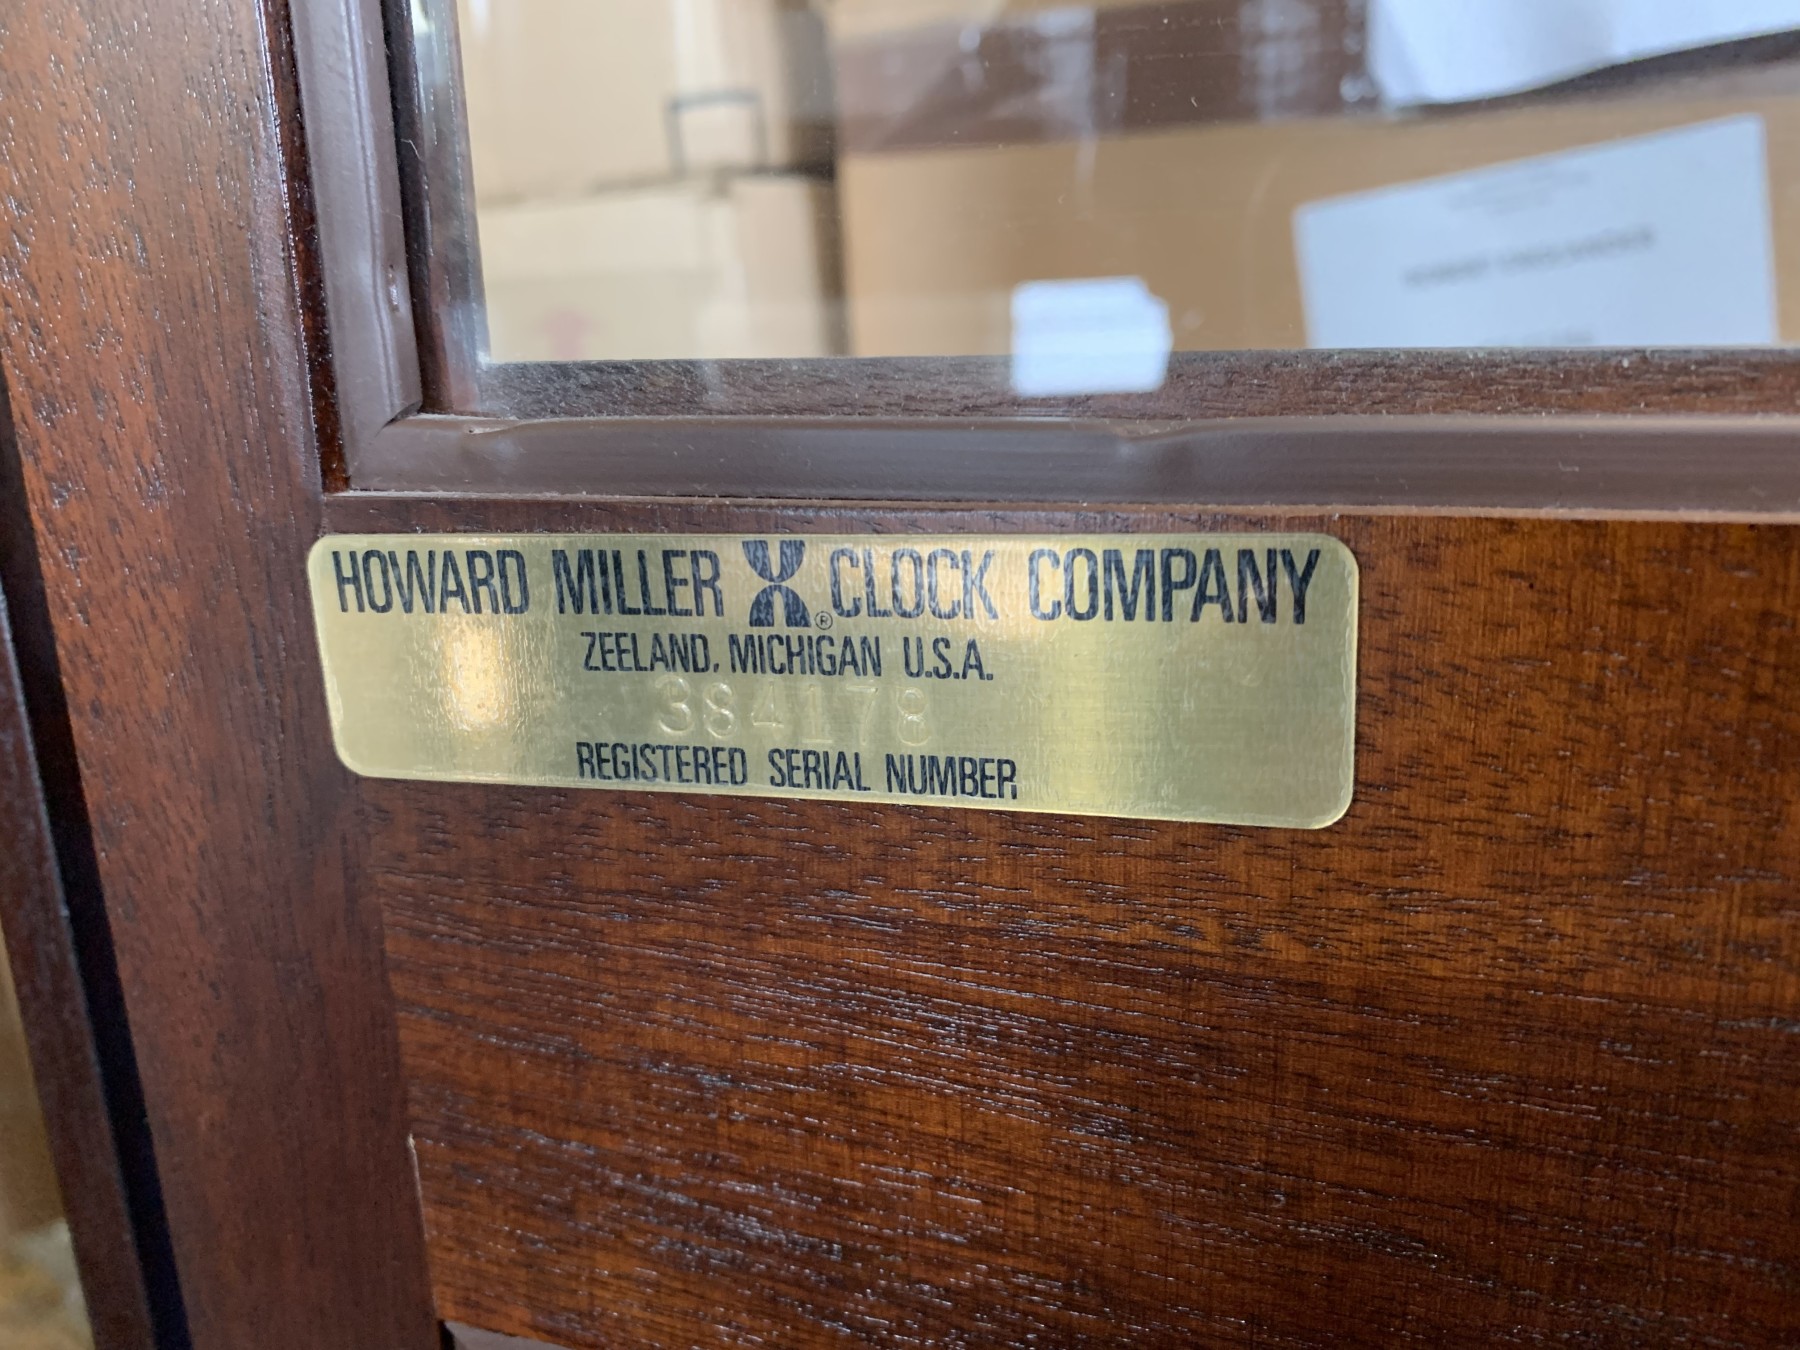 HOWARD MILLER ® CLOCK COMPANY
ZEELAND, MICHIGAN U.S.A.
384178
REGISTERED SERIAL NUMBER